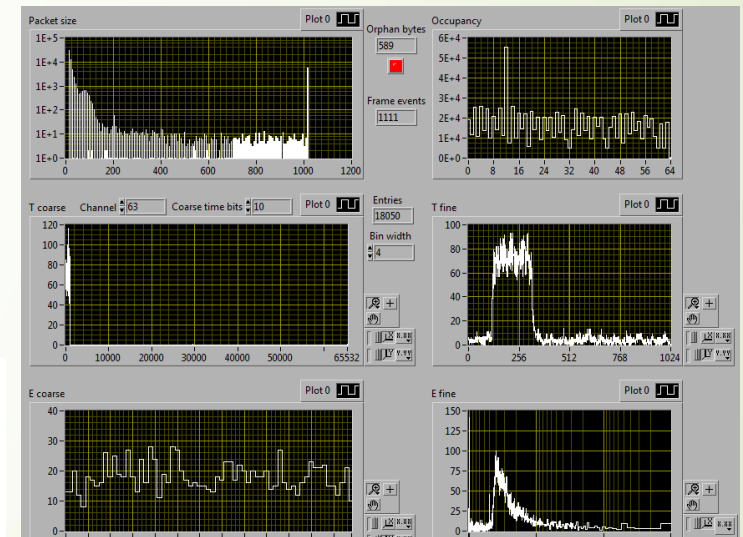 Packet size
Plot 0
1E+5
1E+4
1E+3
1E+2
1E+1
1E+0
0 200 400 600 800 1000 1200
Orphan bytes
589
Frame events
1111
Occupancy
Plot 0
6E+4
5E+4
4E+4
3E+4
2E+4
1E+4
0E+0
0 8 16 24 32 40 48 56 64
T coarse Channel 63 Coarse time bits 10 Plot 0
120
100
80
60
40
20
0
0 10000 20000 30000 40000 50000 65532
Entries
18050
Bin width
4
T fine
Plot 0
100
80
60
40
20
0
0 256 512 768 1024
E coarse
Plot 0
40
30
20
10
0
E fine
Plot 0
150
125
100
75
50
25
0